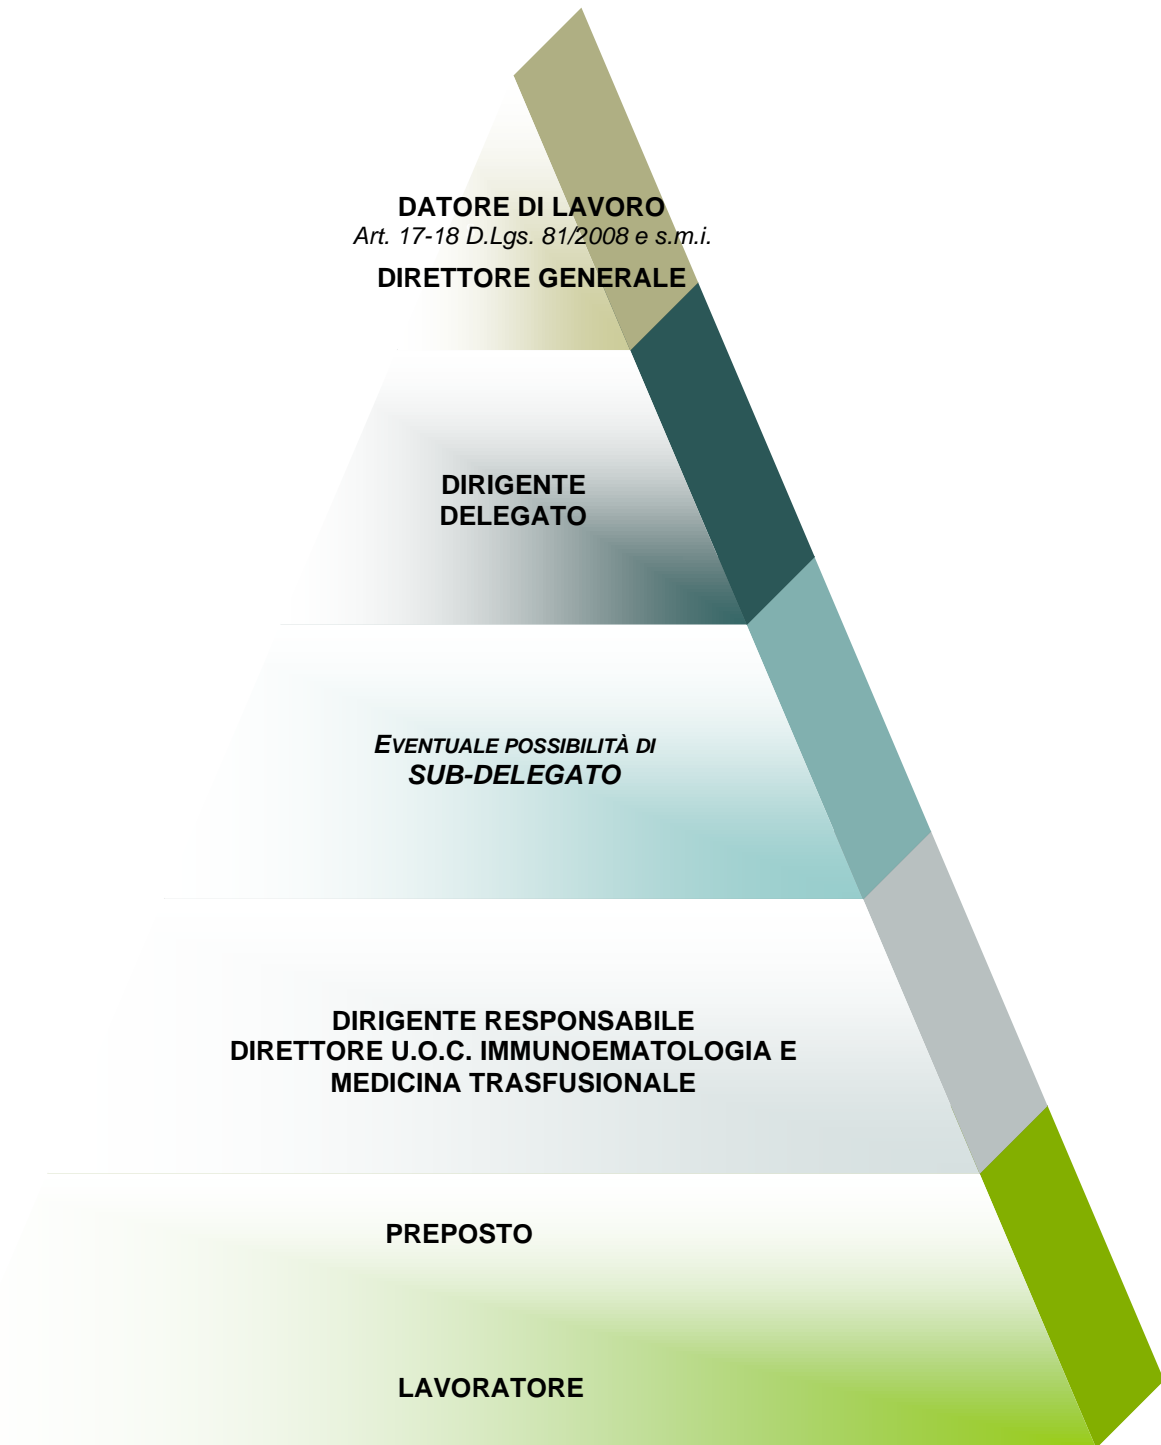 DATORE DI LAVORO
Art. 17-18 D.Lgs. 81/2008 e s.m.i.
DIRETTORE GENERALE
DIRIGENTE
DELEGATO
EVENTUALE POSSIBILITÀ DI
SUB-DELEGATO
DIRIGENTE RESPONSABILE
DIRETTORE U.O.C. IMMUNOEMATOLOGIA E
MEDICINA TRASFUSIONALE
PREPOSTO
LAVORATORE